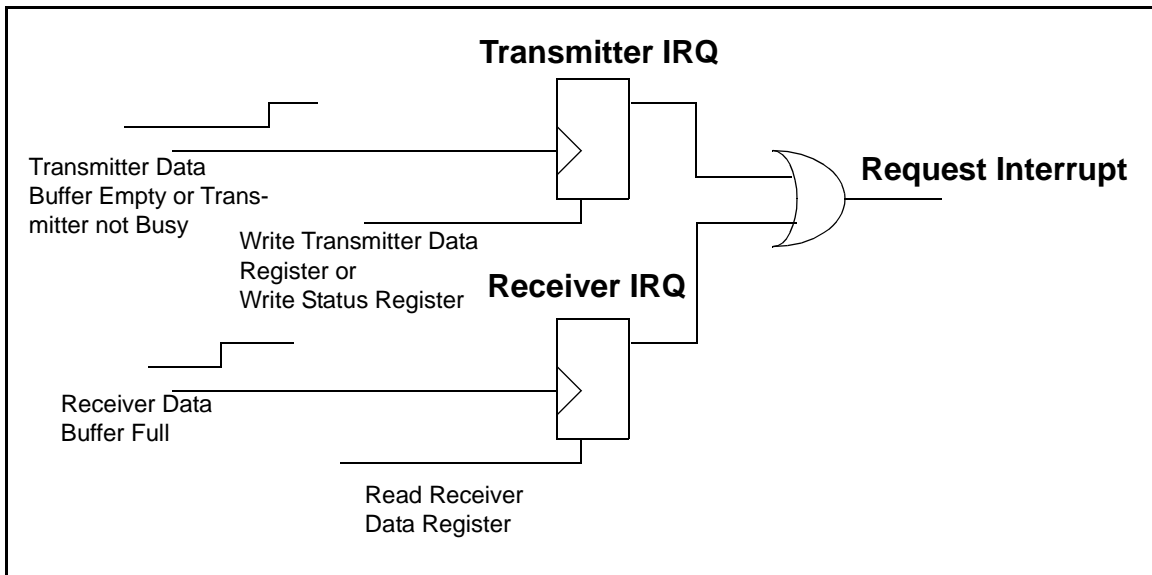 Transmitter IRQ
Transmitter Data
Buffer Empty or Trans-
mitter not Busy
Request Interrupt
Write Transmitter Data
Register or
Write Status Register
Receiver IRQ
Receiver Data
Buffer Full
Read Receiver
Data Register